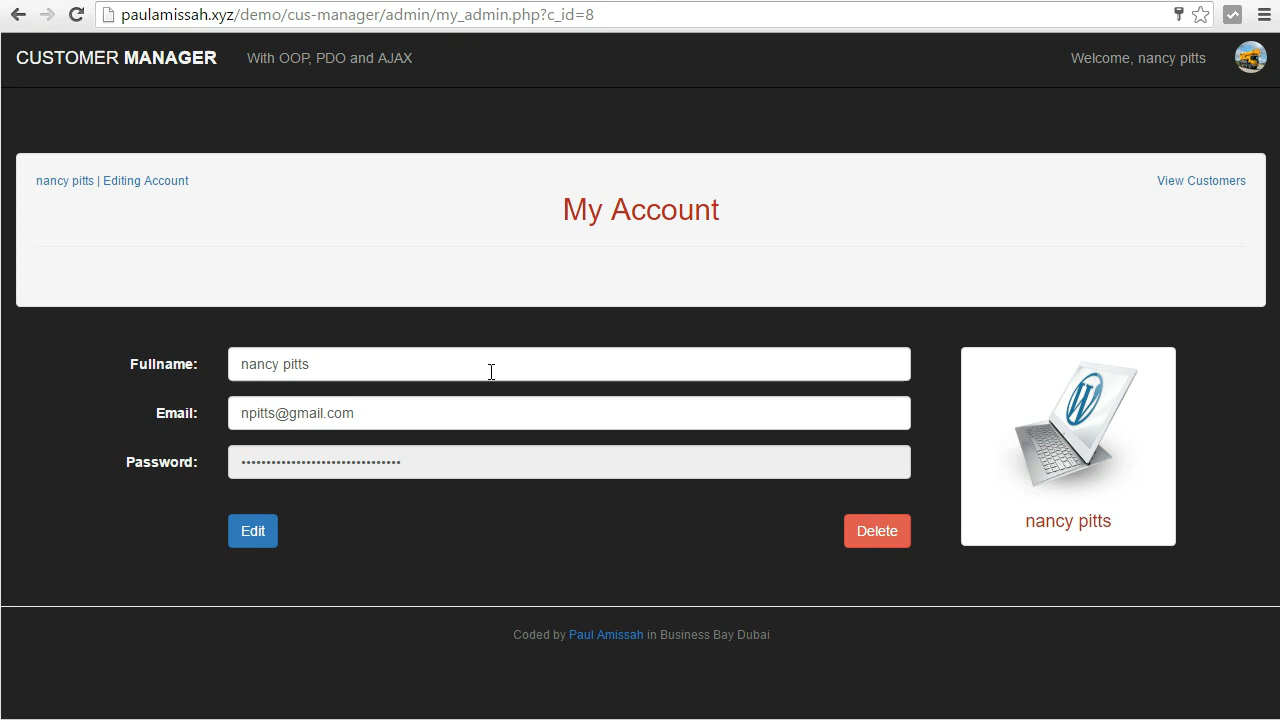 paulamissah.xyz/demo/cus-manager/admin/my_admin.php?c_id=8
CUSTOMER MANAGER With OOP, PDO and AJAX Welcome, nancy pitts
nancy pitts | Editing Account View Customers
My Account
Fullname: nancy pitts
Email: npitts@gmail.com
Password: ••••••••••••••••••••••••••••••••
Edit Delete
nancy pitts
Coded by Paul Amissah in Business Bay Dubai